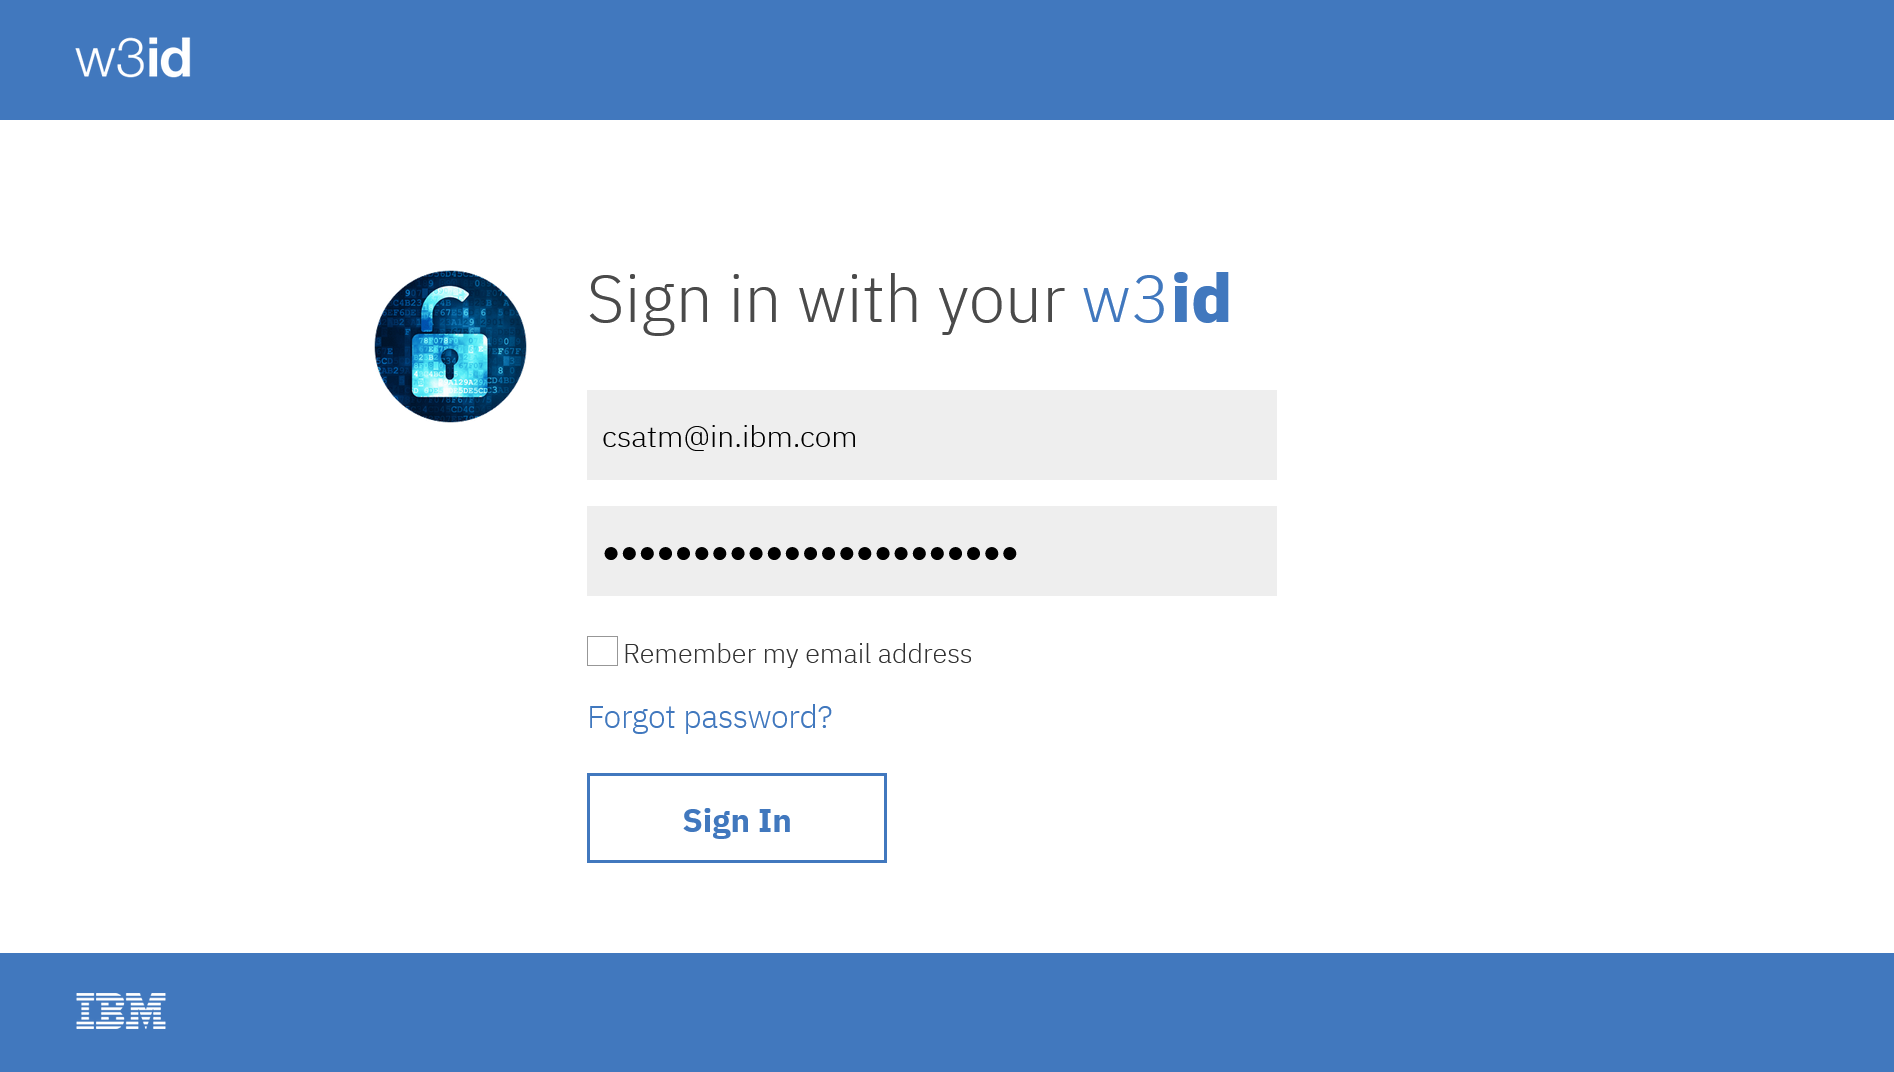 w3id
Sign in with your w3id
csatm@in.ibm.com
●●●●●●●●●●●●●●●●●●●●●●●
Remember my email address
Forgot password?
Sign In
IBM